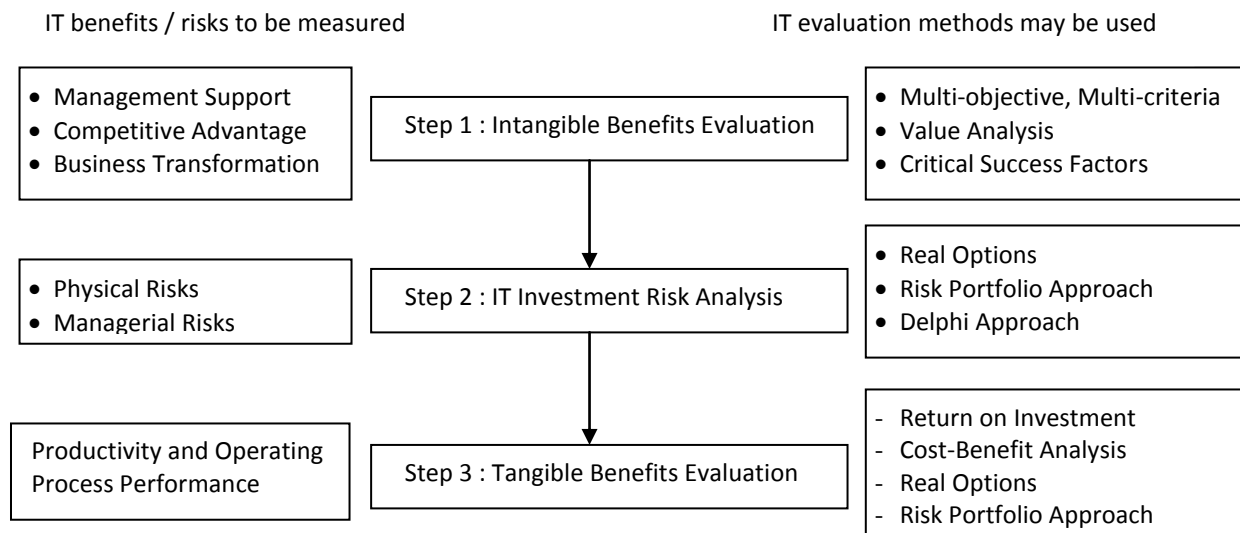 IT benefits / risks to be measured
IT evaluation methods may be used
• Management Support
• Competitive Advantage
• Business Transformation
Step 1 : Intangible Benefits Evaluation
• Multi-objective, Multi-criteria
• Value Analysis
• Critical Success Factors
• Physical Risks
• Managerial Risks
Step 2 : IT Investment Risk Analysis
• Real Options
• Risk Portfolio Approach
• Delphi Approach
Productivity and Operating
Process Performance
Step 3 : Tangible Benefits Evaluation
- Return on Investment
- Cost-Benefit Analysis
- Real Options
- Risk Portfolio Approach